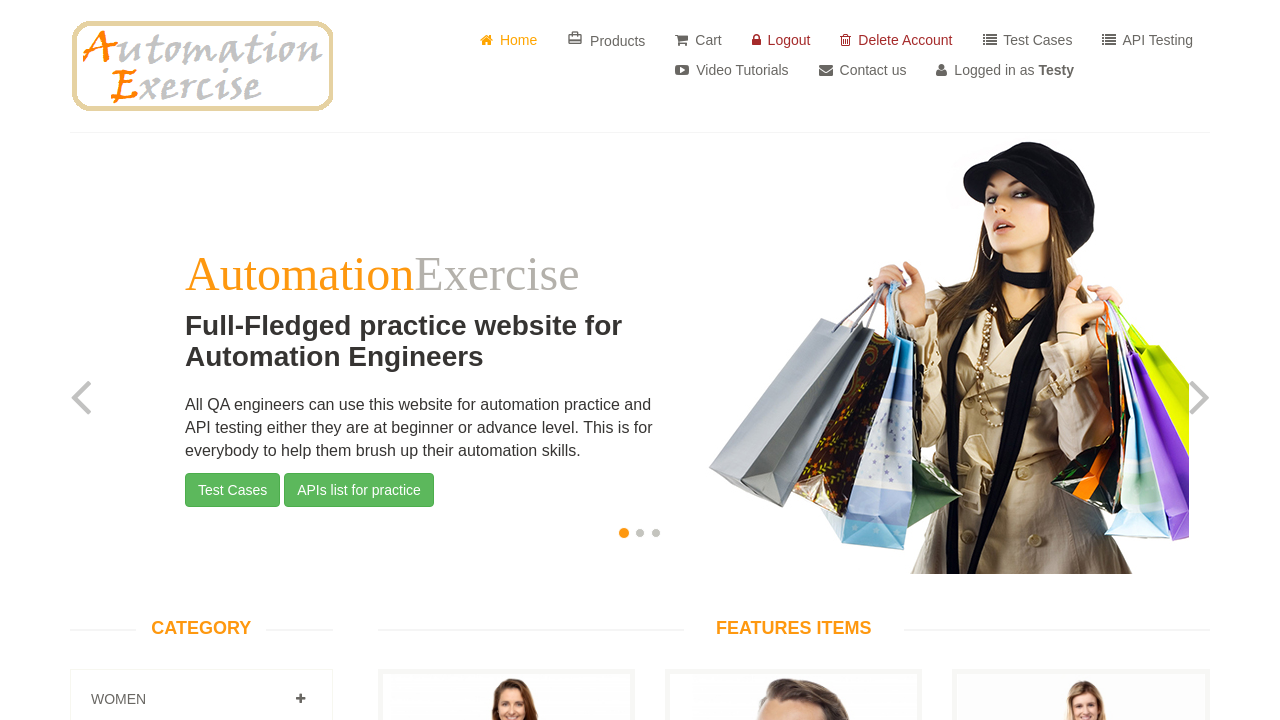 Automation
Exercise
Home
Products
Cart
Logout
Delete Account
Test Cases
API Testing
Video Tutorials
Contact us
Logged in as Testy
AutomationExercise
Full-Fledged practice website for
Automation Engineers
All QA engineers can use this website for automation practice and
API testing either they are at beginner or advance level. This is for
everybody to help them brush up their automation skills.
Test Cases
APIs list for practice
CATEGORY
FEATURES ITEMS
WOMEN